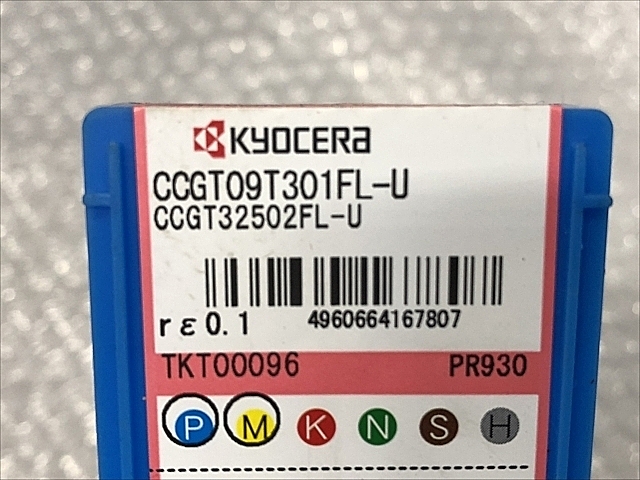 KYOCERA
CCGT09T301FL-U
CCGT32502FL-U
rε0.1
4960664167807
TKT00096
PR930
P M K N S H